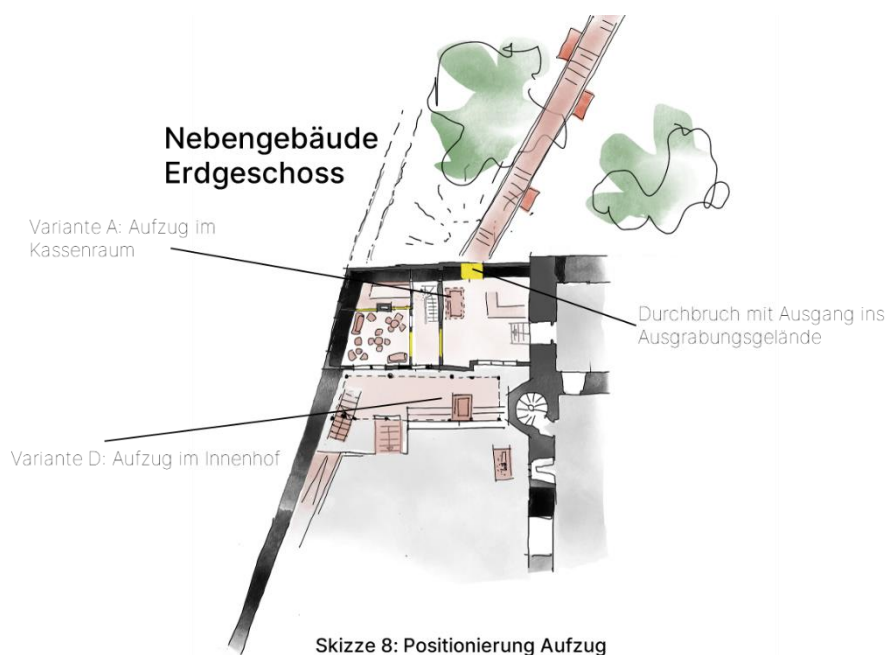 Nebengebäude
Erdgeschoss
Variante A: Aufzug im
Kassenraum
Durchbruch mit Ausgang ins
Ausgrabungsgelände
Variante D: Aufzug im Innenhof
Skizze 8: Positionierung Aufzug